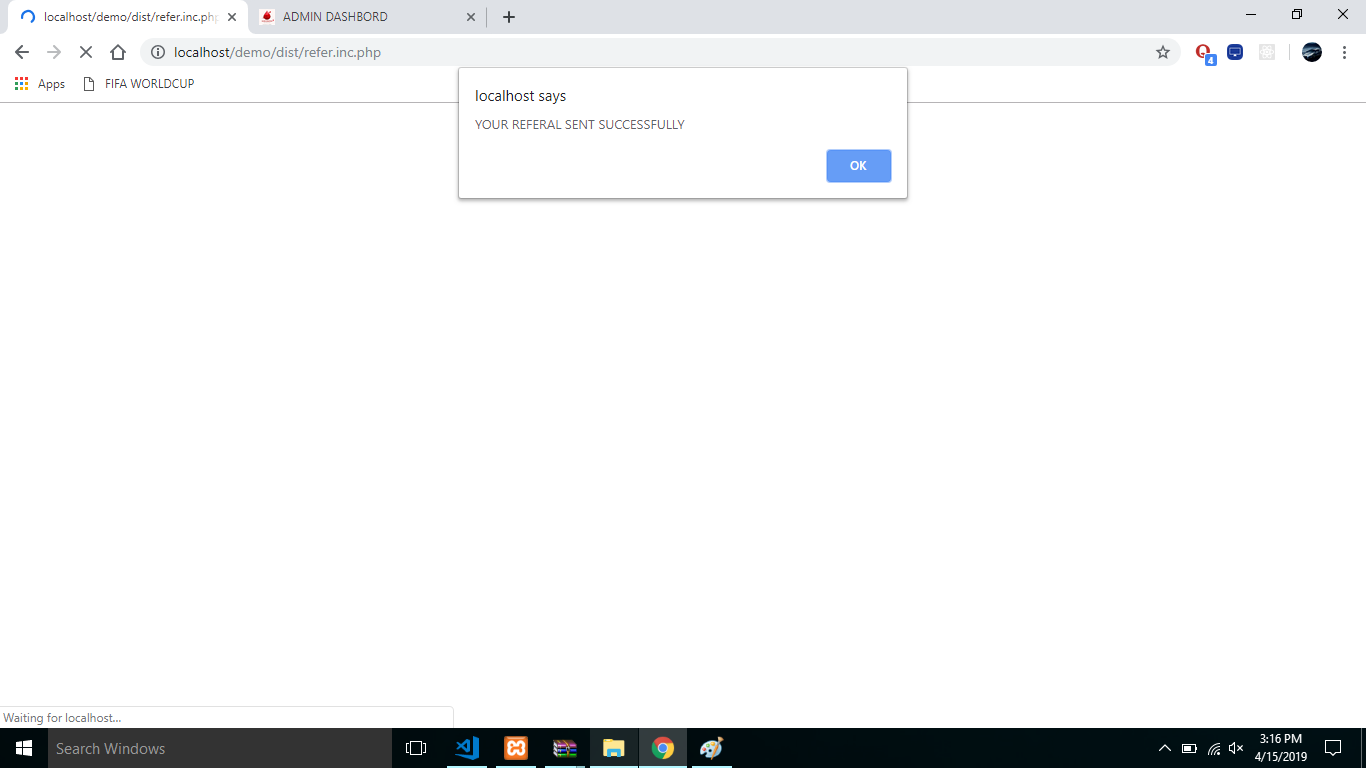 localhost/demo/dist/refer.inc.php
ADMIN DASHBORD
localhost/demo/dist/refer.inc.php
4
Apps
FIFA WORLDCUP
localhost says
YOUR REFERAL SENT SUCCESSFULLY
OK
Waiting for localhost...
Search Windows
3:16 PM
4/15/2019